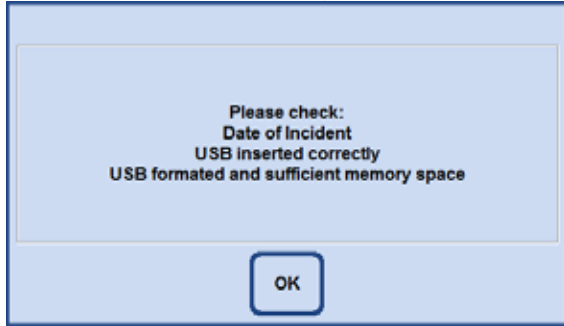 Please check:
Date of Incident
USB inserted correctly
USB formated and sufficient memory space
OK